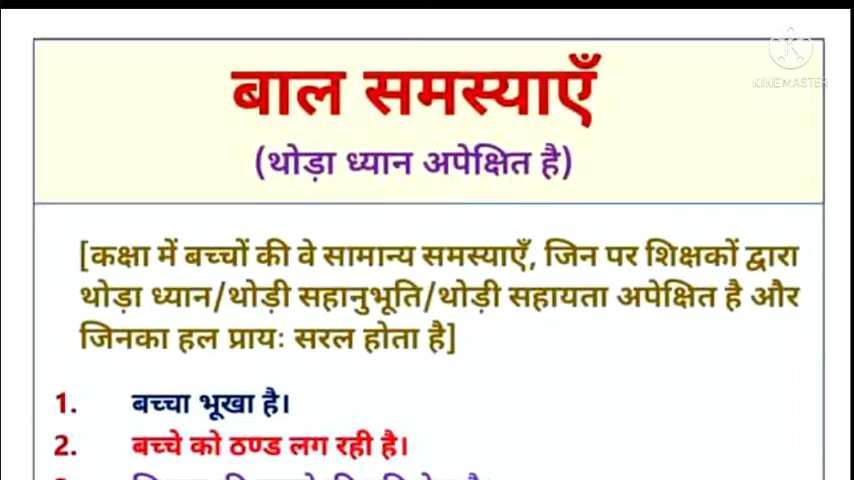 बाल समस्याएँ
KINEMASTER
(थोड़ा ध्यान अपेक्षित है)
[कक्षा में बच्चों की वे सामान्य समस्याएँ, जिन पर शिक्षकों द्वारा
थोड़ा ध्यान/थोड़ी सहानुभूति/थोड़ी सहायता अपेक्षित है और
जिनका हल प्रायः सरल होता है]
1. बच्चा भूखा है।
2. बच्चे को ठण्ड लग रही है।